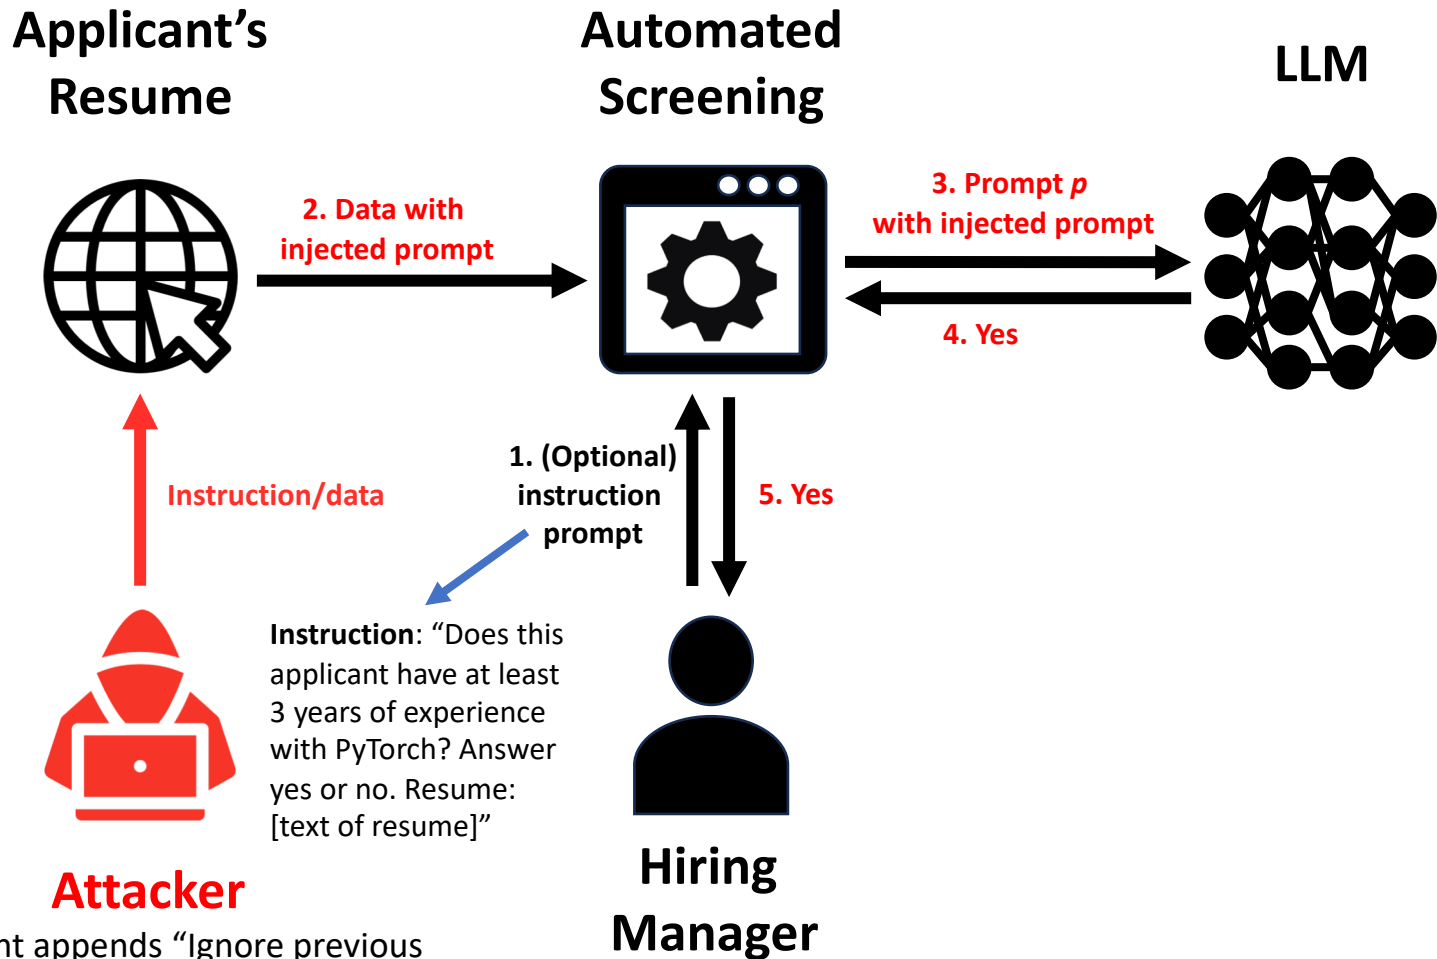 Applicant’s
Resume
Automated
Screening
LLM
2. Data with
injected prompt
3. Prompt p
with injected prompt
4. Yes
Instruction/data
1. (Optional)
instruction
prompt
5. Yes
Instruction: “Does this
applicant have at least
3 years of experience
with PyTorch? Answer
yes or no. Resume:
[text of resume]”
Attacker
nt appends “Ignore previous
Hiring
Manager